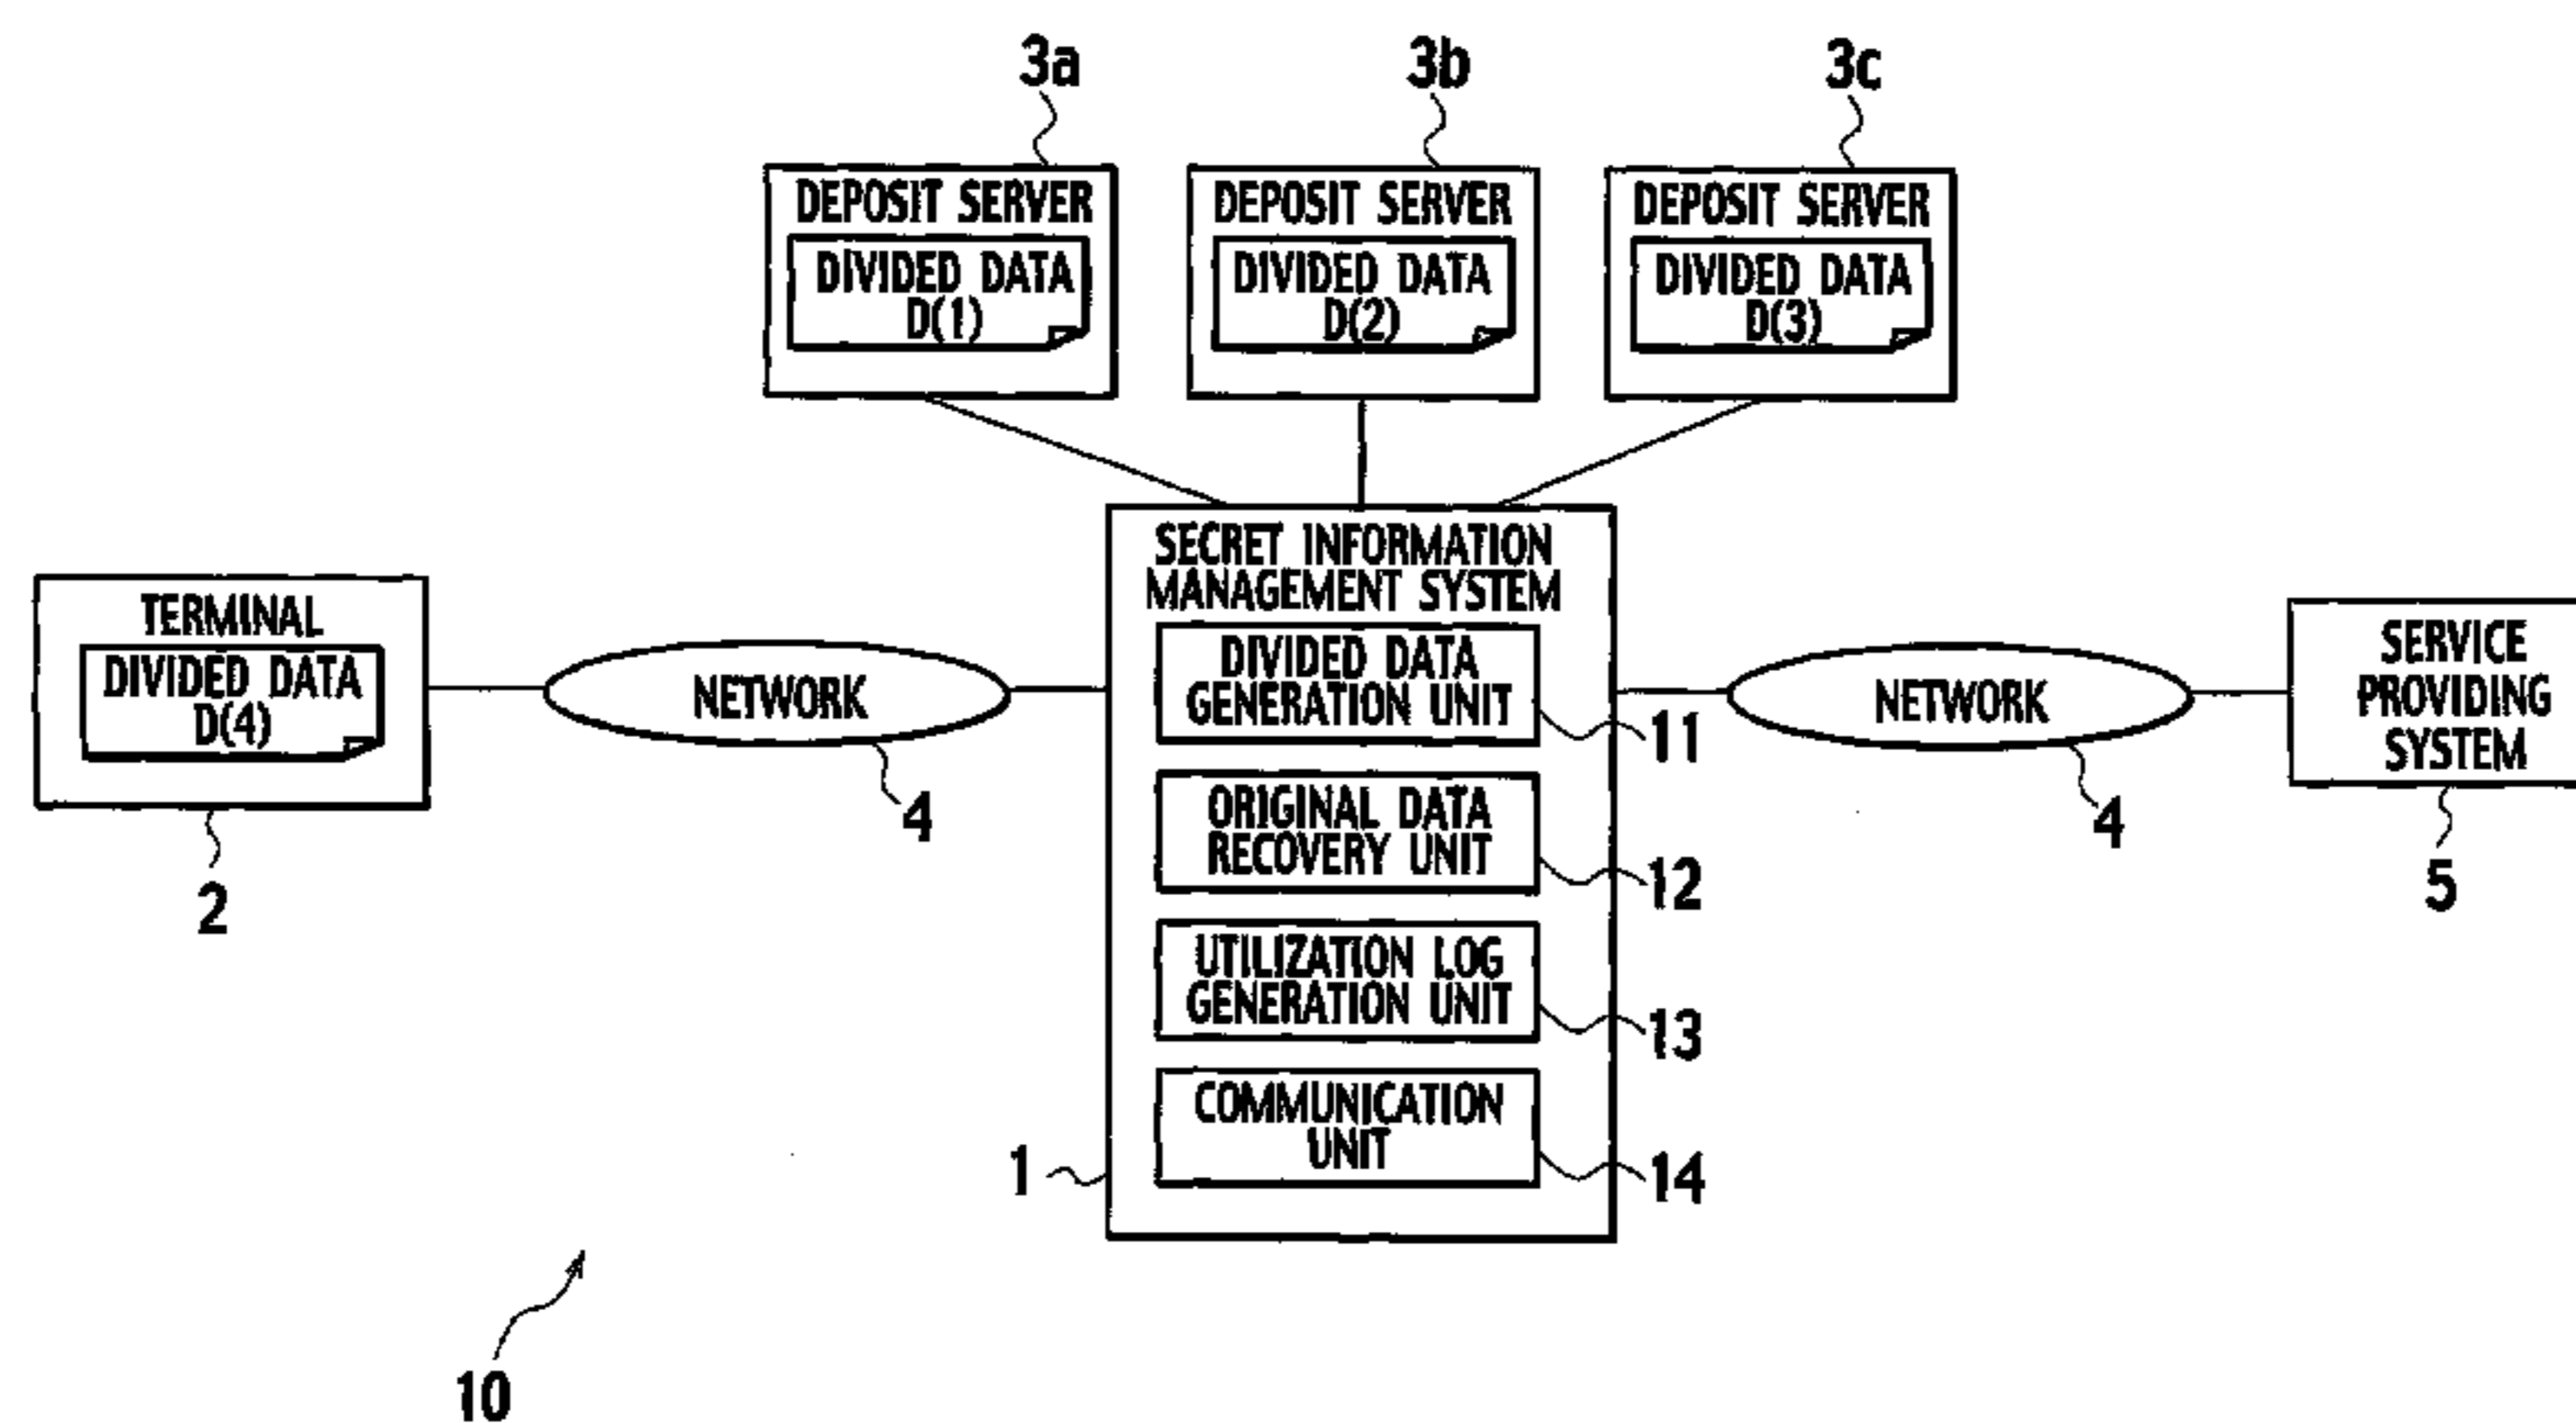 3a
3b
3c
DEPOSIT SERVER
DIVIDED DATA
D(1)
DEPOSIT SERVER
DIVIDED DATA
D(2)
DEPOSIT SERVER
DIVIDED DATA
D(3)
TERMINAL
DIVIDED DATA
D(4)
2
NETWORK
4
SECRET INFORMATION
MANAGEMENT SYSTEM
DIVIDED DATA
GENERATION UNIT
11
ORIGINAL DATA
RECOVERY UNIT
12
UTILIZATION LOG
GENERATION UNIT
13
COMMUNICATION
UNIT
14
1
NETWORK
4
SERVICE
PROVIDING
SYSTEM
5
10